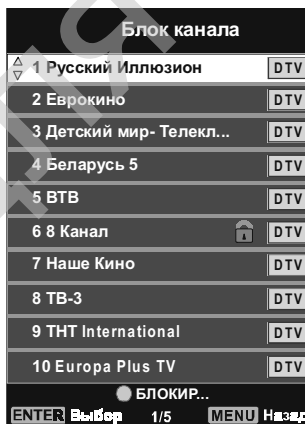 Блок канала
1 Русский Иллюзион DTV
2 Еврокино DTV
3 Детский мир- Телекл... DTV
4 Беларусь 5 DTV
5 ВТВ DTV
6 8 Канал DTV
7 Наше Кино DTV
8 ТВ-3 DTV
9 ТНТ International DTV
10 Europa Plus TV DTV
БЛОКИР...
ENTER Выбор 1/5 MENU Назад